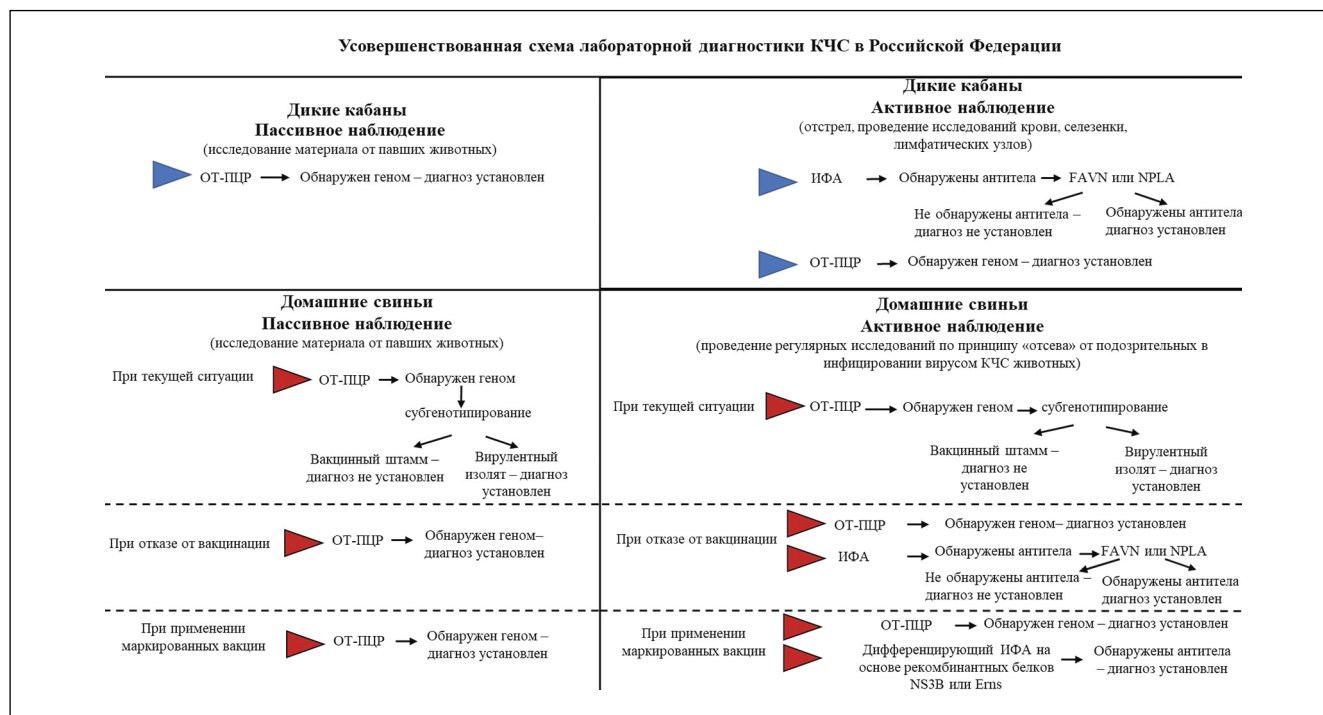 Усовершенствованная схема лабораторной диагностики КЧС в Российской Федерации
Дикие кабаны
Пассивное наблюдение
(исследование материала от павших животных)
ОТ-ПЦР
Обнаружен геном – диагноз установлен
Дикие кабаны
Активное наблюдение
(отстрел, проведение исследований крови, селезенки,
лимфатических узлов)
ИФА
Обнаружены антитела
FAVN или NPLA
Не обнаружены антитела –
диагноз не установлен
Обнаружены антитела
диагноз установлен
ОТ-ПЦР
Обнаружен геном – диагноз установлен
Домашние свиньи
Пассивное наблюдение
(исследование материала от павших животных)
При текущей ситуации
ОТ-ПЦР
Обнаружен геном
субгенотипирование
Вакцинный штамм –
диагноз не установлен
Вирулентный
изолят – диагноз
установлен
При отказе от вакцинации
ОТ-ПЦР
Обнаружен геном–
диагноз установлен
При применении
маркированных вакцин
ОТ-ПЦР
Обнаружен геном –
диагноз установлен
Домашние свиньи
Активное наблюдение
(проведение регулярных исследований по принципу «отсева» от подозрительных в
инфицировании вирусом КЧС животных)
При текущей ситуации
ОТ-ПЦР
Обнаружен геном
субгенотипирование
Вакцинный штамм –
диагноз не
установлен
Вирулентный
изолят – диагноз
установлен
При отказе от вакцинации
ОТ-ПЦР
Обнаружен геном– диагноз установлен
ИФА
Обнаружены антитела
FAVN или NPLA
Не обнаружены антитела –
диагноз не установлен
Обнаружены антитела
диагноз установлен
При применении
маркированных вакцин
ОТ-ПЦР
Обнаружен геном – диагноз установлен
Дифференцирующий ИФА на
основе рекомбинантных белков
NS3B или Erns
Обнаружены антитела
– диагноз установлен